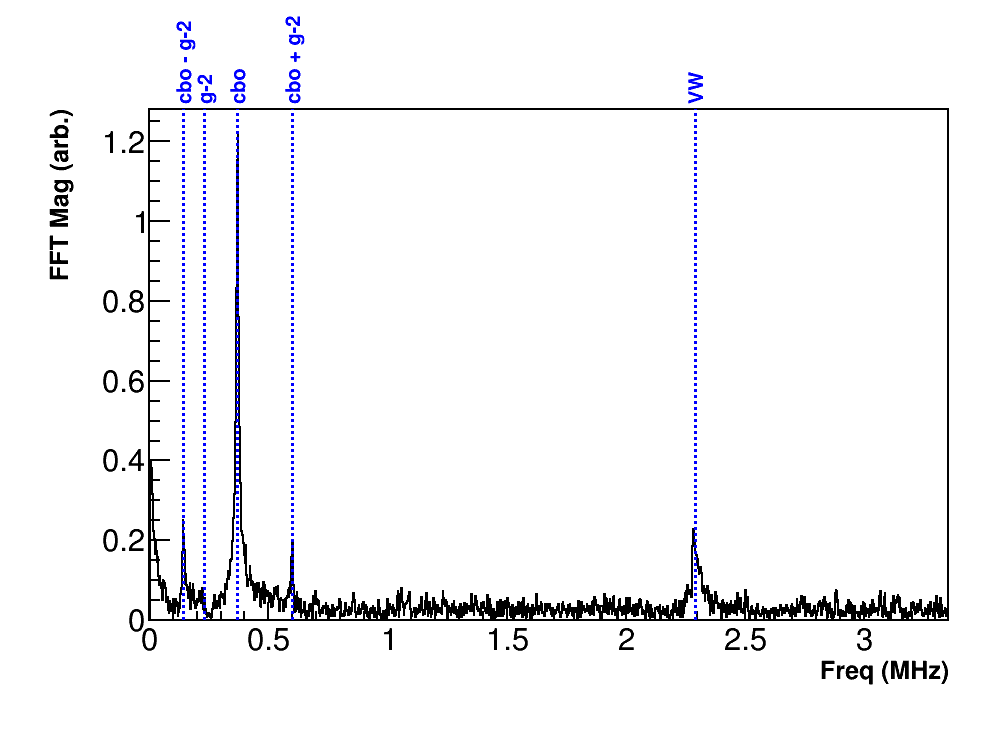 cbo - g-2
g-2
cbo
cbo + g-2
VW
FFT Mag (arb.)
1.2
1
0.8
0.6
0.4
0.2
0
0 0.5 1 1.5 2 2.5 3
Freq (MHz)